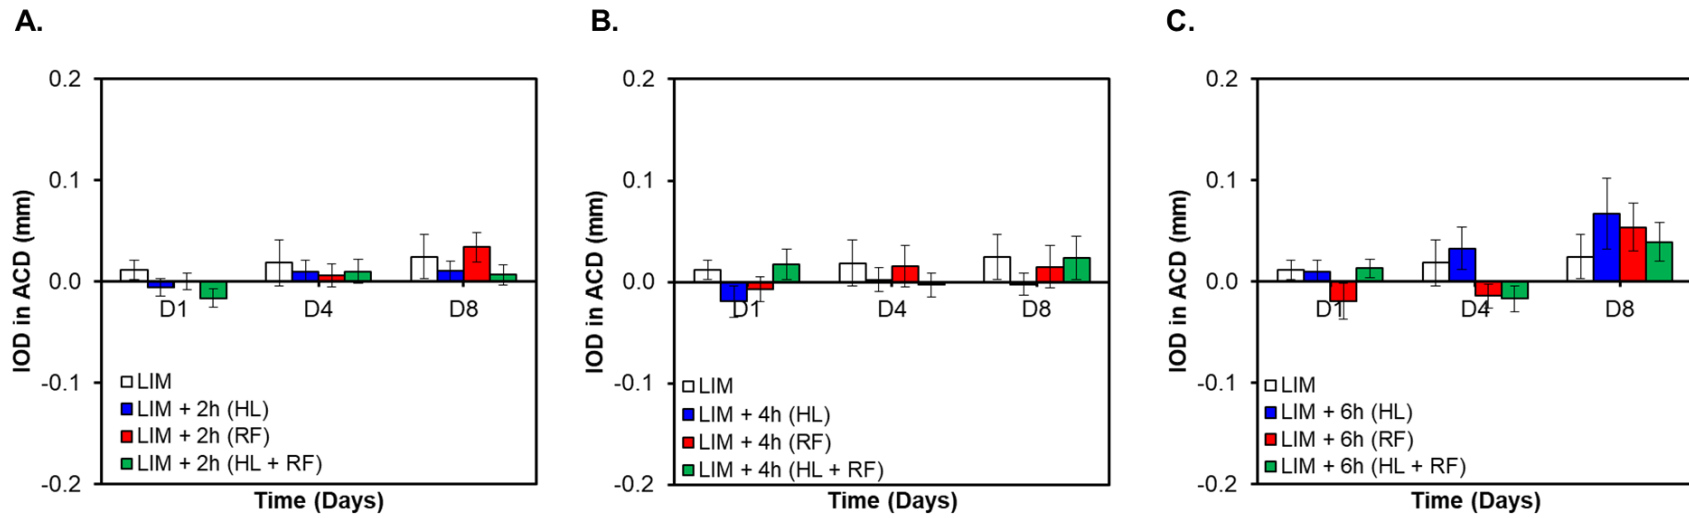 A.
B.
C.
IOD in ACD (mm)
0.2
0.1
0.0
-0.1
-0.2
D1
D4
D8
LIM
LIM + 2h (HL)
LIM + 2h (RF)
LIM + 2h (HL + RF)
Time (Days)
IOD in ACD (mm)
0.2
0.1
0.0
-0.1
-0.2
D1
D4
D8
LIM
LIM + 4h (HL)
LIM + 4h (RF)
LIM + 4h (HL + RF)
Time (Days)
IOD in ACD (mm)
0.2
0.1
0.0
-0.1
-0.2
D1
D4
D8
LIM
LIM + 6h (HL)
LIM + 6h (RF)
LIM + 6h (HL + RF)
Time (Days)